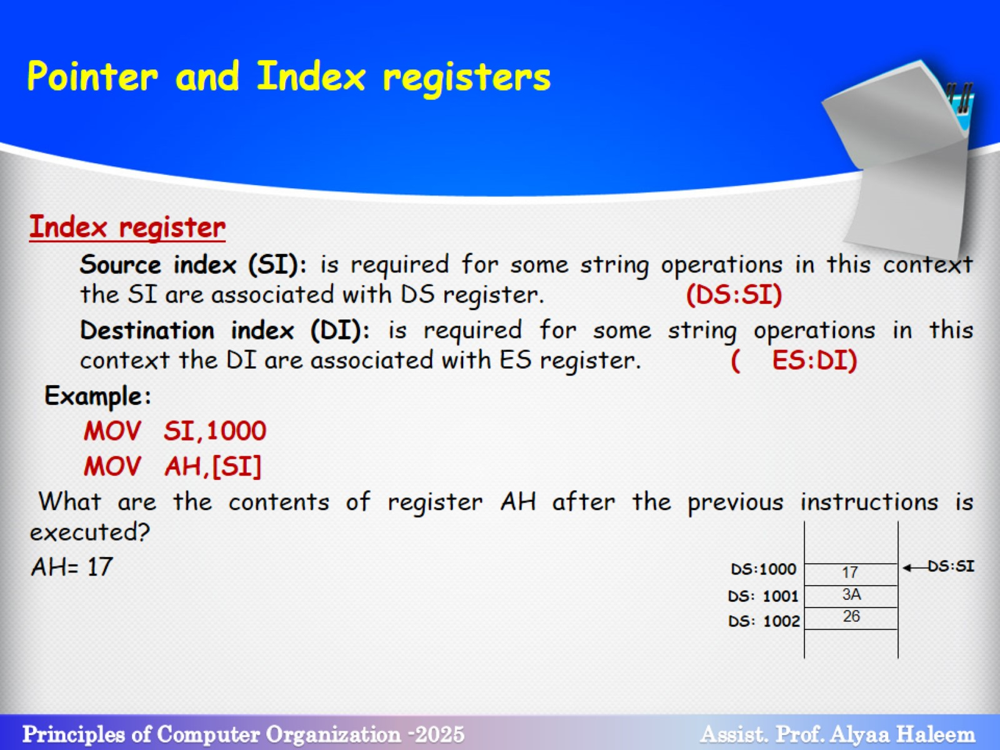 Pointer and Index registers
Index register
Source index (SI): is required for some string operations in this context
the SI are associated with DS register. (DS:SI)
Destination index (DI): is required for some string operations in this
context the DI are associated with ES register. ( ES:DI)
Example:
MOV SI,1000
MOV AH,[SI]
What are the contents of register AH after the previous instructions is
executed?
AH= 17
DS:1000 17 DS:SI
DS: 1001 3A
DS: 1002 26
Principles of Computer Organization -2025 Assist. Prof. Alyaa Haleem